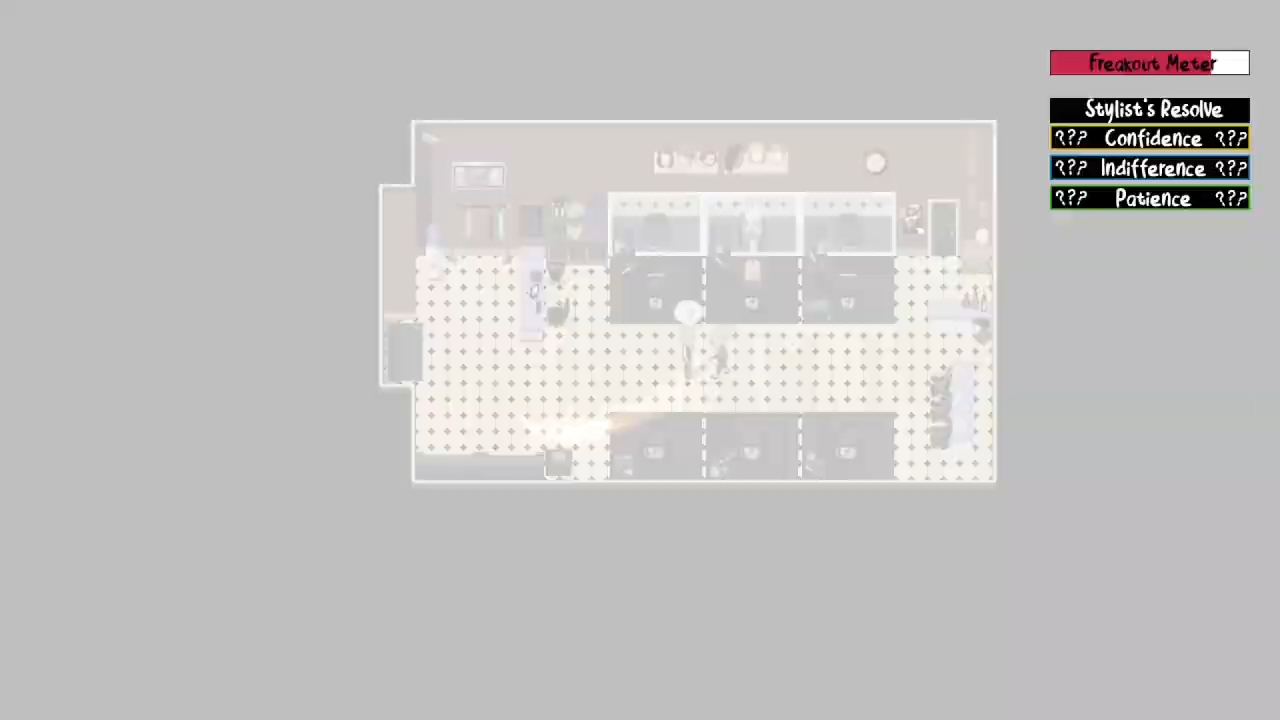 Freakout Meter
Stylist's Resolve
??? Confidence ???
??? Indifference ???
??? Patience ???